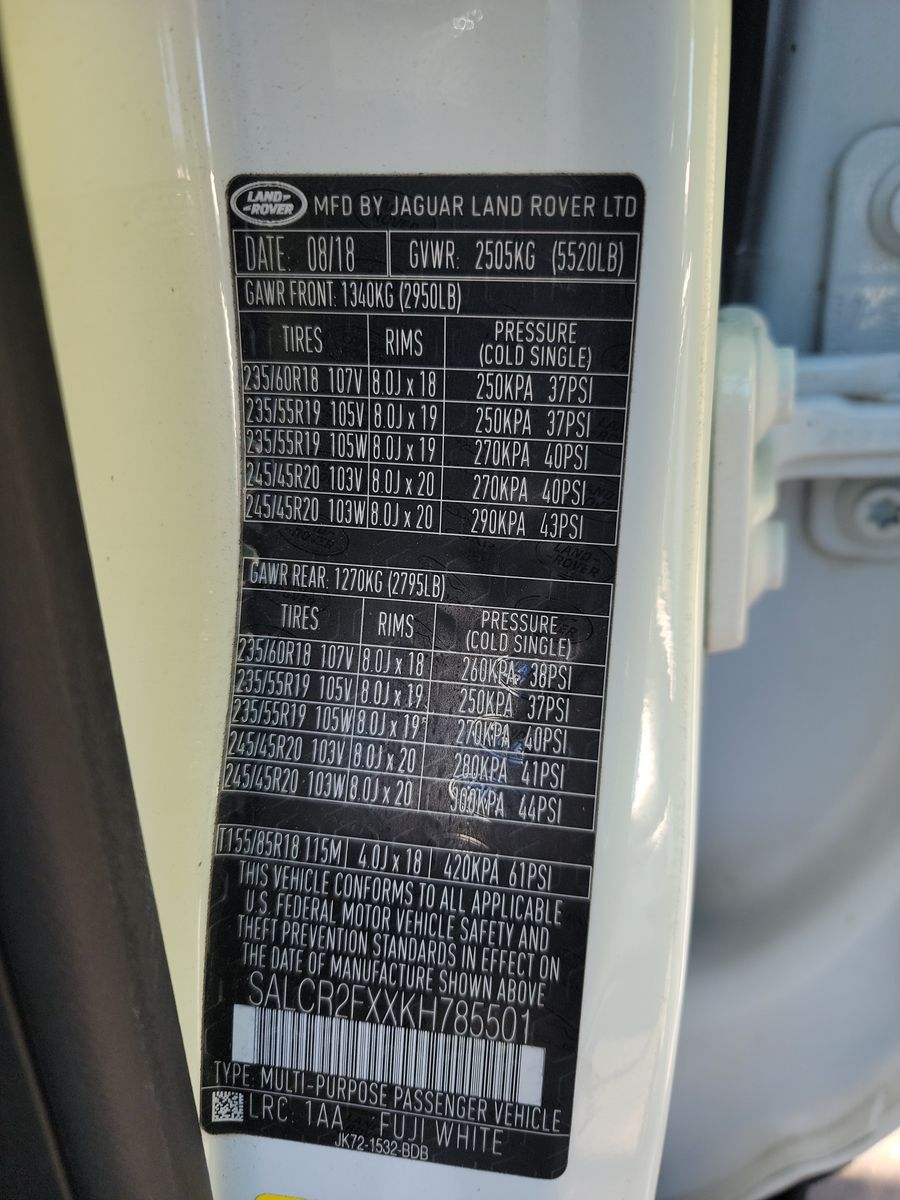 LAND ROVER MFD BY JAGUAR LAND ROVER LTD
DATE: 08/18 GVWR: 2505KG (5520LB)
GAWR FRONT: 1340KG (2950LB)
TIRES RIMS PRESSURE (COLD SINGLE)
235/60R18 107V 8.0J x 18 250KPA 37PSI
235/55R19 105V 8.0J x 19 250KPA 37PSI
235/55R19 105W 8.0J x 19 270KPA 40PSI
245/45R20 103V 8.0J x 20 270KPA 40PSI
245/45R20 103W 8.0J x 20 290KPA 43PSI
GAWR REAR: 1270KG (2795LB)
TIRES RIMS PRESSURE (COLD SINGLE)
235/60R18 107V 8.0J x 18 260KPA 38PSI
235/55R19 105V 8.0J x 19 250KPA 37PSI
235/55R19 105W 8.0J x 19 270KPA 40PSI
245/45R20 103V 8.0J x 20 280KPA 41PSI
245/45R20 103W 8.0J x 20 300KPA 44PSI
T155/85R18 115M 4.0J x 18 420KPA 61PSI
THIS VEHICLE CONFORMS TO ALL APPLICABLE
U.S. FEDERAL MOTOR VEHICLE SAFETY AND
THEFT PREVENTION STANDARDS IN EFFECT ON
THE DATE OF MANUFACTURE SHOWN ABOVE
SALCR2FXXKH785501
TYPE: MULTI-PURPOSE PASSENGER VEHICLE
LRC: 1AA FUJI WHITE
JK72-1532-BDB